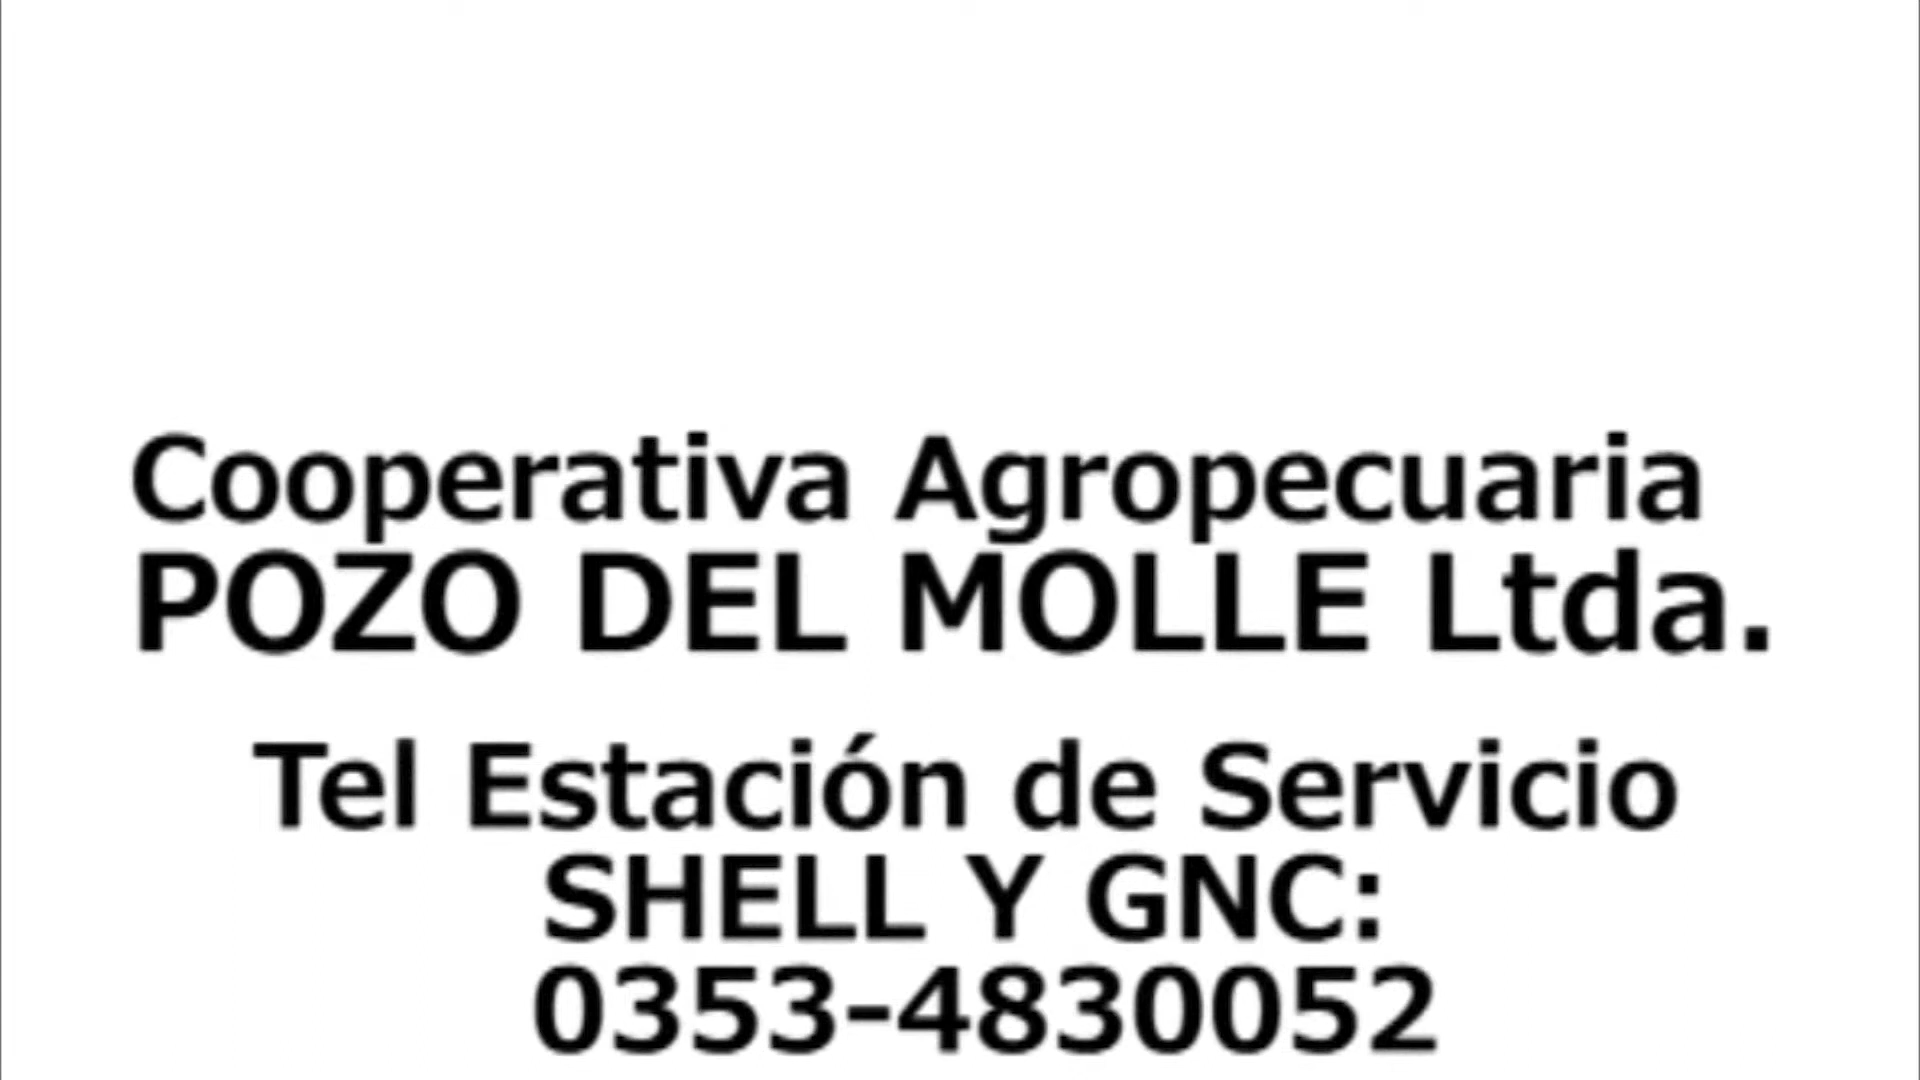 Cooperativa Agropecuaria
POZO DEL MOLLE Ltda.
Tel Estación de Servicio
SHELL Y GNC:
0353-4830052